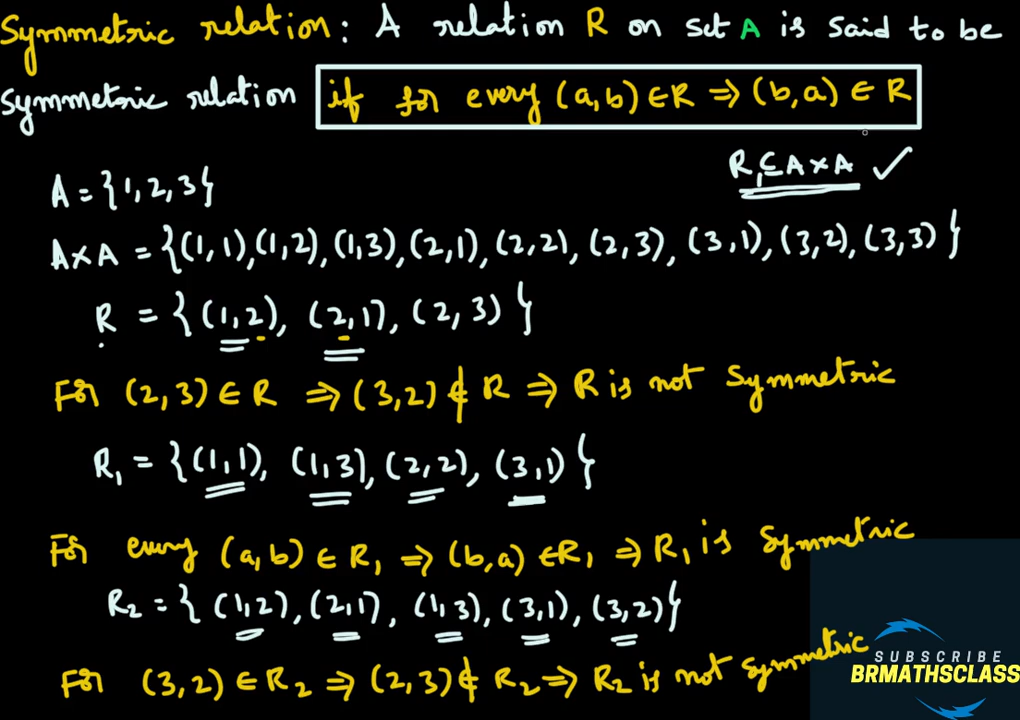 Symmetric relation: A relation R on set A is said to be
symmetric relation if for every (a,b) ∈ R ⇒ (b,a) ∈ R
R₁ ⊆ A×A ✓
A = {1,2,3}
A×A = {(1,1),(1,2),(1,3),(2,1),(2,2),(2,3),(3,1),(3,2),(3,3)}
R = {(1,2), (2,1), (2,3)}
For (2,3) ∈ R ⇒ (3,2) ∉ R ⇒ R is not symmetric
R₁ = {(1,1), (1,3), (2,2), (3,1)}
For every (a,b) ∈ R₁ ⇒ (b,a) ∈ R₁ ⇒ R₁ is symmetric
R₂ = {(1,2), (2,1), (1,3), (3,1), (3,2)}
For (3,2) ∈ R₂ ⇒ (2,3) ∉ R₂ ⇒ R₂ is not symmetric
SUBSCRIBE
BRMATHSCLASS